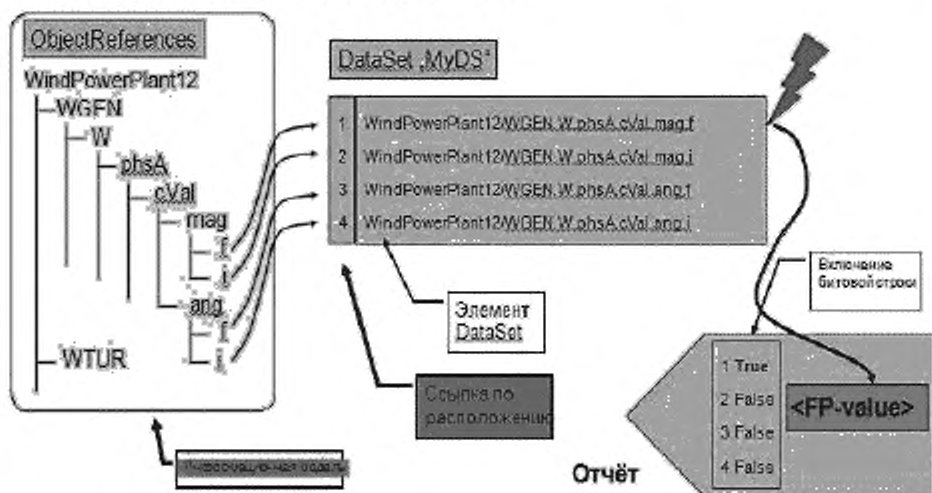 ObjectReferences
WindPowerPlant12
WGEN
W
phsA
cVal
mag
f
i
ang
f
i
WTUR
Информационная модель
DataSet „MyDS“
1 WindPowerPlant12/WGEN.W.phsA.cVal.mag.f
2 WindPowerPlant12/WGEN.W.phsA.cVal.mag.i
3 WindPowerPlant12/WGEN.W.phsA.cVal.ang.f
4 WindPowerPlant12/WGEN.W.phsA.cVal.ang.i
Элемент
DataSet
Ссылка по
расположению
Включение
битовой строки
1 True
2 False
3 False
4 False
<FP-value>
Отчёт